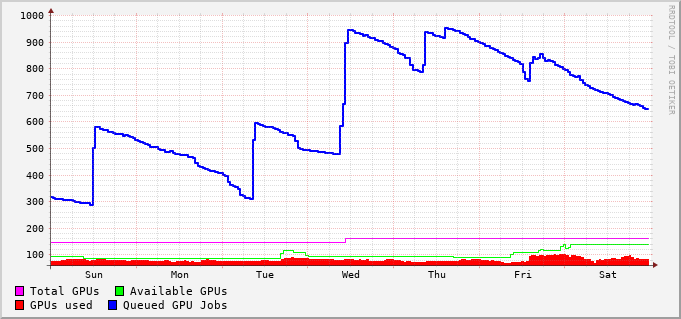 1000
900
800
700
600
500
400
300
200
100
Sun Mon Tue Wed Thu Fri Sat
Total GPUs Available GPUs
GPUs used Queued GPU Jobs
RRDTOOL / TOBI OETIKER